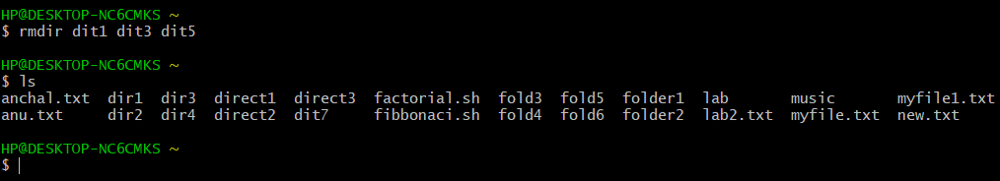 HP@DESKTOP-NC6CMKS ~
$ rmdir dit1 dit3 dit5
HP@DESKTOP-NC6CMKS ~
$ ls
anchal.txt dir1 dir3 direct1 direct3 factorial.sh fold3 fold5 folder1 lab music myfile1.txt
anu.txt dir2 dir4 direct2 dit7 fibbonaci.sh fold4 fold6 folder2 lab2.txt myfile.txt new.txt
HP@DESKTOP-NC6CMKS ~
$